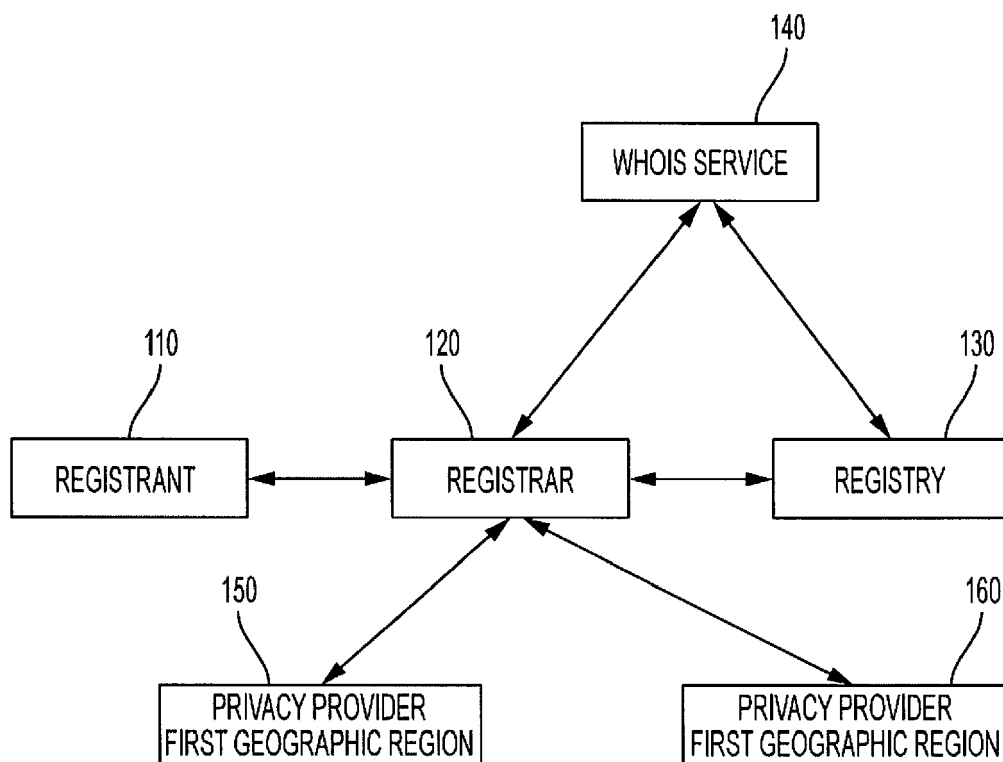 140
WHOIS SERVICE
110
120
130
REGISTRANT
REGISTRAR
REGISTRY
150
160
PRIVACY PROVIDER
FIRST GEOGRAPHIC REGION
PRIVACY PROVIDER
FIRST GEOGRAPHIC REGION